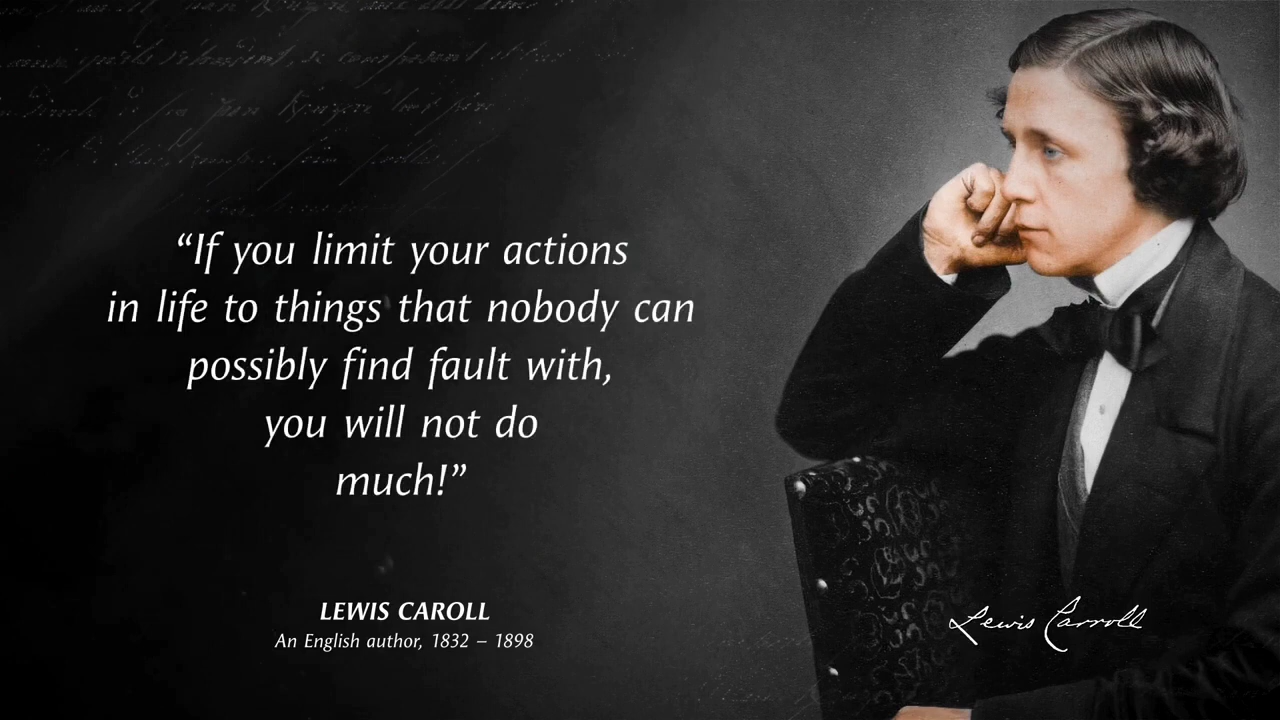 “If you limit your actions
in life to things that nobody can
possibly find fault with,
you will not do
much!”
LEWIS CAROLL
An English author, 1832 – 1898
Lewis Carroll